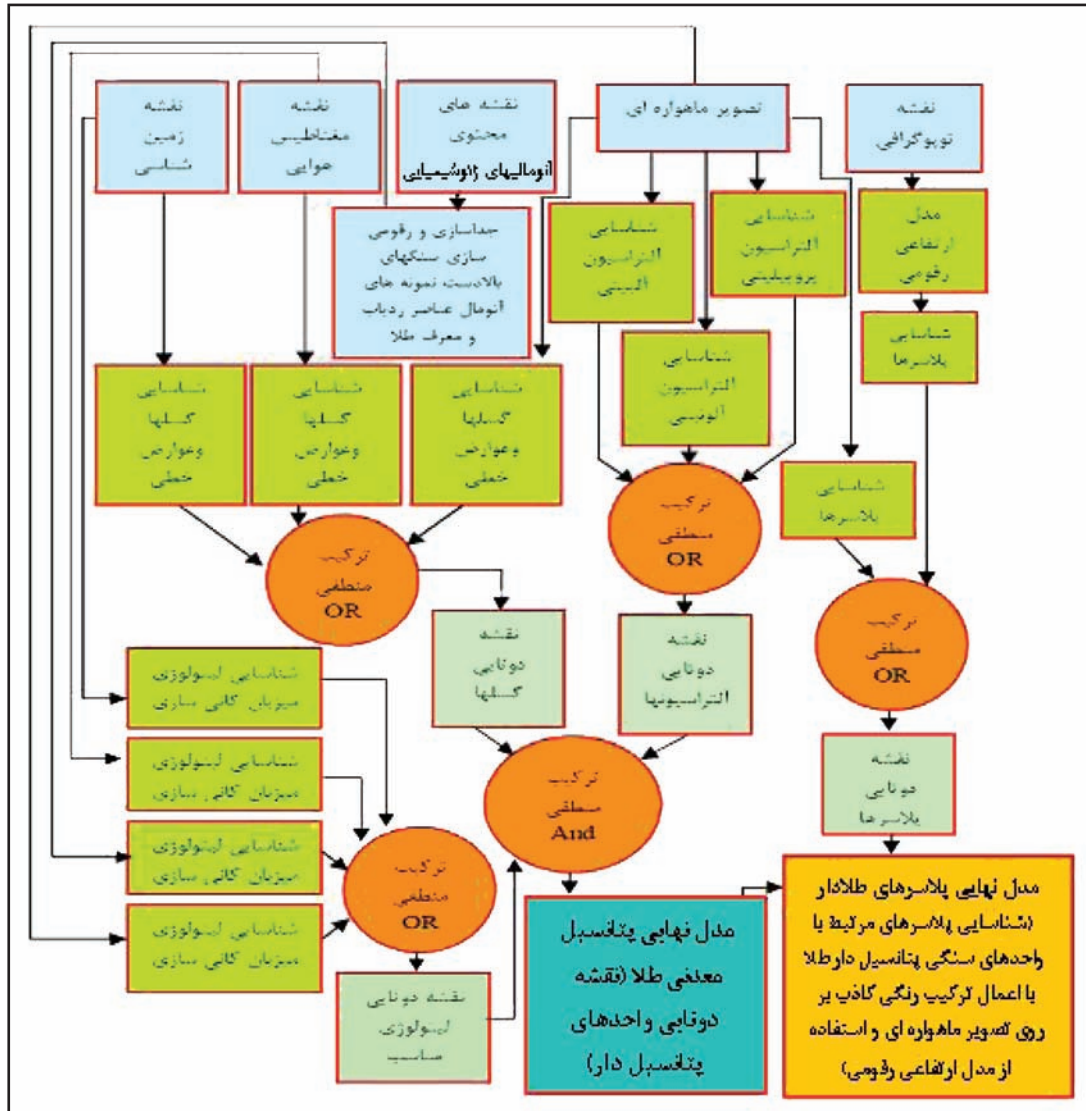 نقشه
زمین
شناسی
نقشه
مغناطیس
هوایی
نقشه های
محتوی
آنومالیهای ژئوشیمیایی
تصویر ماهواره ای
نقشه
توپوگرافی
جداسازی و رقومی
سازی سنگهای
بالادست نمونه های
آنومال عناصر ردیاب
و معرف طلا
شناسایی
آلتراسیون
آلبیتی
شناسایی
آلتراسیون
پروپیلیتی
مدل
ارتفاعی
رقومی
شناسایی
پلاسرها
شناسایی
آلتراسیون
آلونیتی
شناسایی
گسلها
وعوارض
خطی
شناسایی
گسلها
وعوارض
خطی
شناسایی
گسلها
وعوارض
خطی
شناسایی
پلاسرها
ترکیب
منطقی
OR
ترکیب
منطقی
OR
ترکیب
منطقی
OR
نقشه
دوتایی
گسلها
نقشه
دوتایی
آلتراسیونها
شناسایی لیتولوژی
میزبان کانی سازی
شناسایی لیتولوژی
میزبان کانی سازی
شناسایی لیتولوژی
میزبان کانی سازی
شناسایی لیتولوژی
میزبان کانی سازی
ترکیب
منطقی
And
نقشه
دوتایی
پلاسرها
ترکیب
منطقی
OR
نقشه دوتایی
لیتولوژی
مناسب
مدل نهایی پتانسیل
معدنی طلا (نقشه
دوتایی واحدهای
پتانسیل دار)
مدل نهایی پلاسرهای طلادار
(شناسایی پلاسرهای مرتبط با
واحدهای سنگی پتانسیل دار طلا
با اعمال ترکیب رنگی کاذب بر
روی تصویر ماهواره ای و استفاده
از مدل ارتفاعی رقومی)